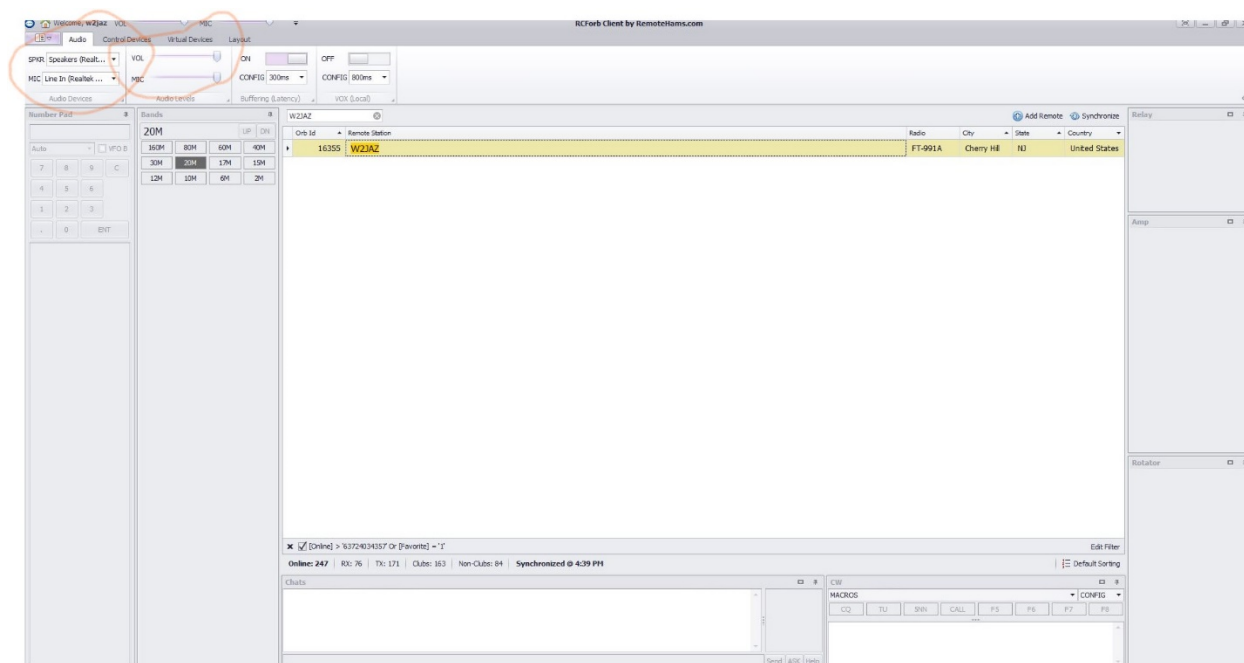 Welcome, w2jaz VOL MIC RCForb Client by RemoteHams.com
Audio Control Devices Virtual Devices Layout
SPKR Speakers (Realt... VOL ON OFF
MIC Line In (Realtek ... MIC CONFIG 300ms CONFIG 800ms
Audio Devices Audio Levels Buffering (Latency) VOX (Local)
Number Pad Bands W2JAZ Add Remote Synchronize Relay
20M UP DN Orb Id Remote Station Radio City State Country
Auto VFO B 160M 80M 60M 40M 16355 W2JAZ FT-991A Cherry Hill NJ United States
7 8 9 C 30M 20M 17M 15M
4 5 6 12M 10M 6M 2M
1 2 3
. 0 ENT Amp
Rotator
[Online] > '63724034357' Or [Favorite] = '1' Edit Filter
Online: 247 RX: 76 TX: 171 Clubs: 163 Non-Clubs: 84 Synchronized @ 4:39 PM Default Sorting
Chats CW
MACROS CONFIG
CQ TU 5NN CALL F5 F6 F7 F8
Send ASK Help